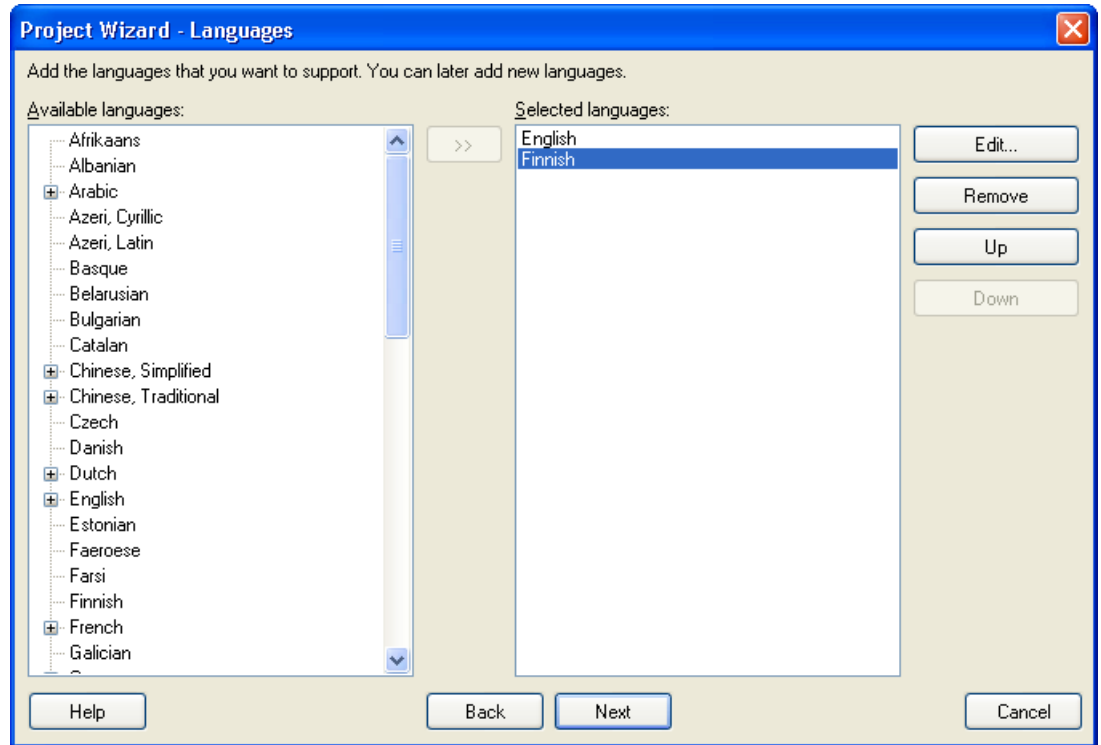 Project Wizard - Languages
Add the languages that you want to support. You can later add new languages.
Available languages:
Afrikaans
Albanian
Arabic
Azeri, Cyrillic
Azeri, Latin
Basque
Belarusian
Bulgarian
Catalan
Chinese, Simplified
Chinese, Traditional
Czech
Danish
Dutch
English
Estonian
Faeroese
Farsi
Finnish
French
Galician
>>
Selected languages:
English
Finnish
Edit...
Remove
Up
Down
Help
Back
Next
Cancel